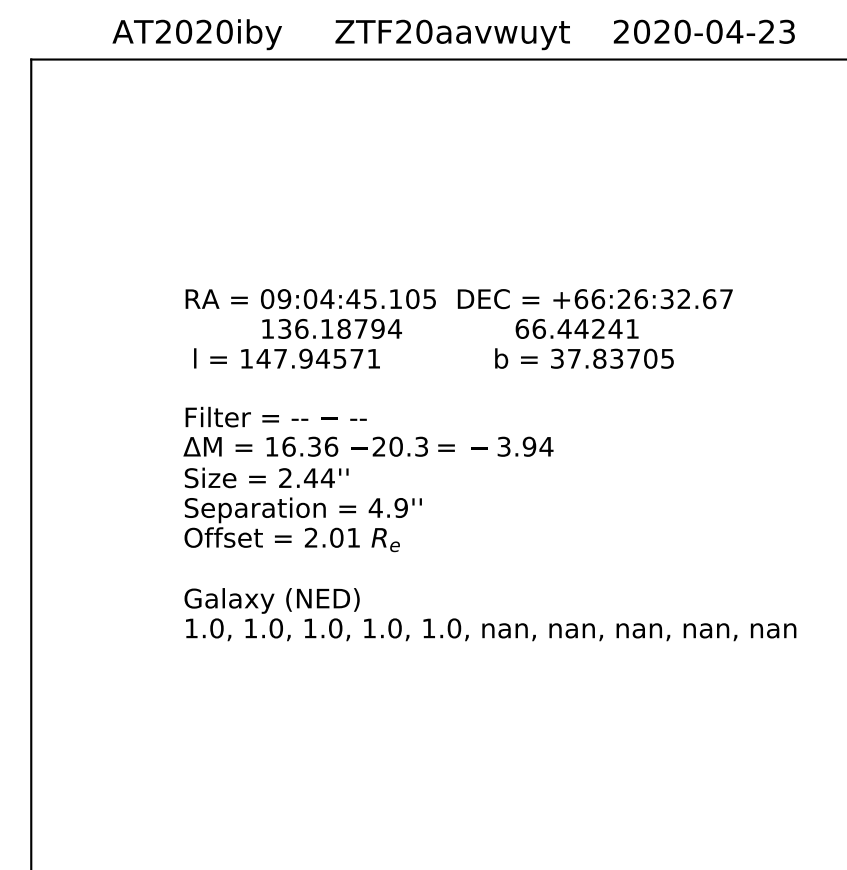 AT2020iby ZTF20aavwuyt 2020-04-23
RA = 09:04:45.105 DEC = +66:26:32.67
136.18794 66.44241
l = 147.94571 b = 37.83705
Filter = -- − --
ΔM = 16.36 −20.3 = −3.94
Size = 2.44''
Separation = 4.9''
Offset = 2.01 Re
Galaxy (NED)
1.0, 1.0, 1.0, 1.0, 1.0, nan, nan, nan, nan, nan